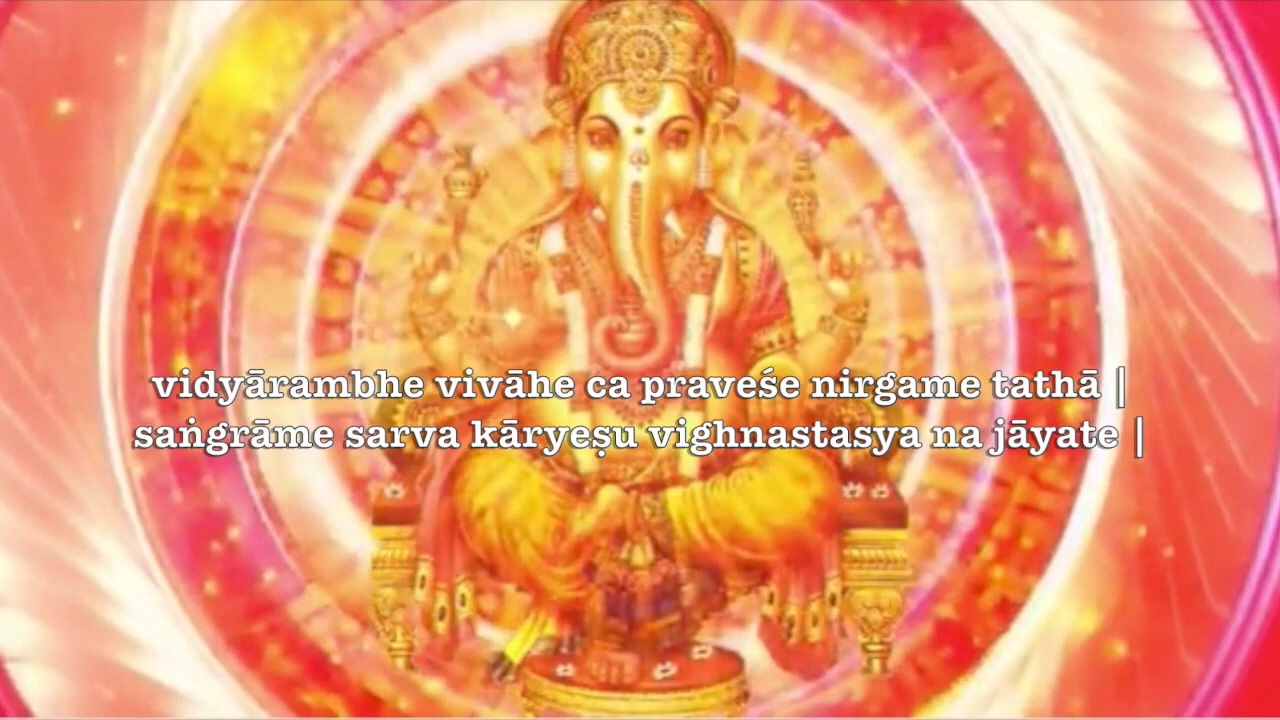 vidyārambhe vivāhe ca praveśe nirgame tathā |
saṅgrāme sarva kāryeṣu vighnastasya na jāyate |